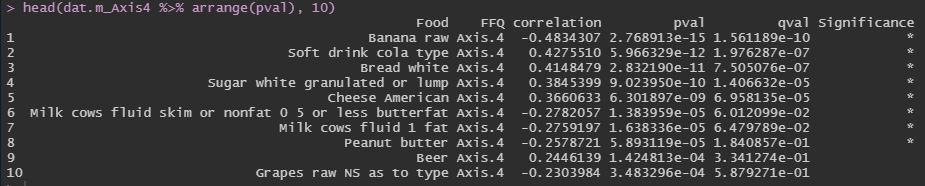 > head(dat.m_Axis4 %>% arrange(pval), 10)
Food FFQ correlation pval qval Significance
1 Banana raw Axis.4 -0.4834307 2.768913e-15 1.561189e-10 *
2 Soft drink cola type Axis.4 0.4275510 5.966329e-12 1.976287e-07 *
3 Bread white Axis.4 0.4148479 2.832190e-11 7.505076e-07 *
4 Sugar white granulated or lump Axis.4 0.3845399 9.023950e-10 1.406632e-05 *
5 Cheese American Axis.4 0.3660633 6.301897e-09 6.958135e-05 *
6 Milk cows fluid skim or nonfat 0 5 or less butterfat Axis.4 -0.2782057 1.383959e-05 6.012099e-02 *
7 Milk cows fluid 1 fat Axis.4 -0.2759197 1.638336e-05 6.479789e-02 *
8 Peanut butter Axis.4 -0.2578721 5.893119e-05 1.840857e-01 *
9 Beer Axis.4 0.2446139 1.424813e-04 3.341274e-01
10 Grapes raw NS as to type Axis.4 -0.2303984 3.483296e-04 5.879271e-01